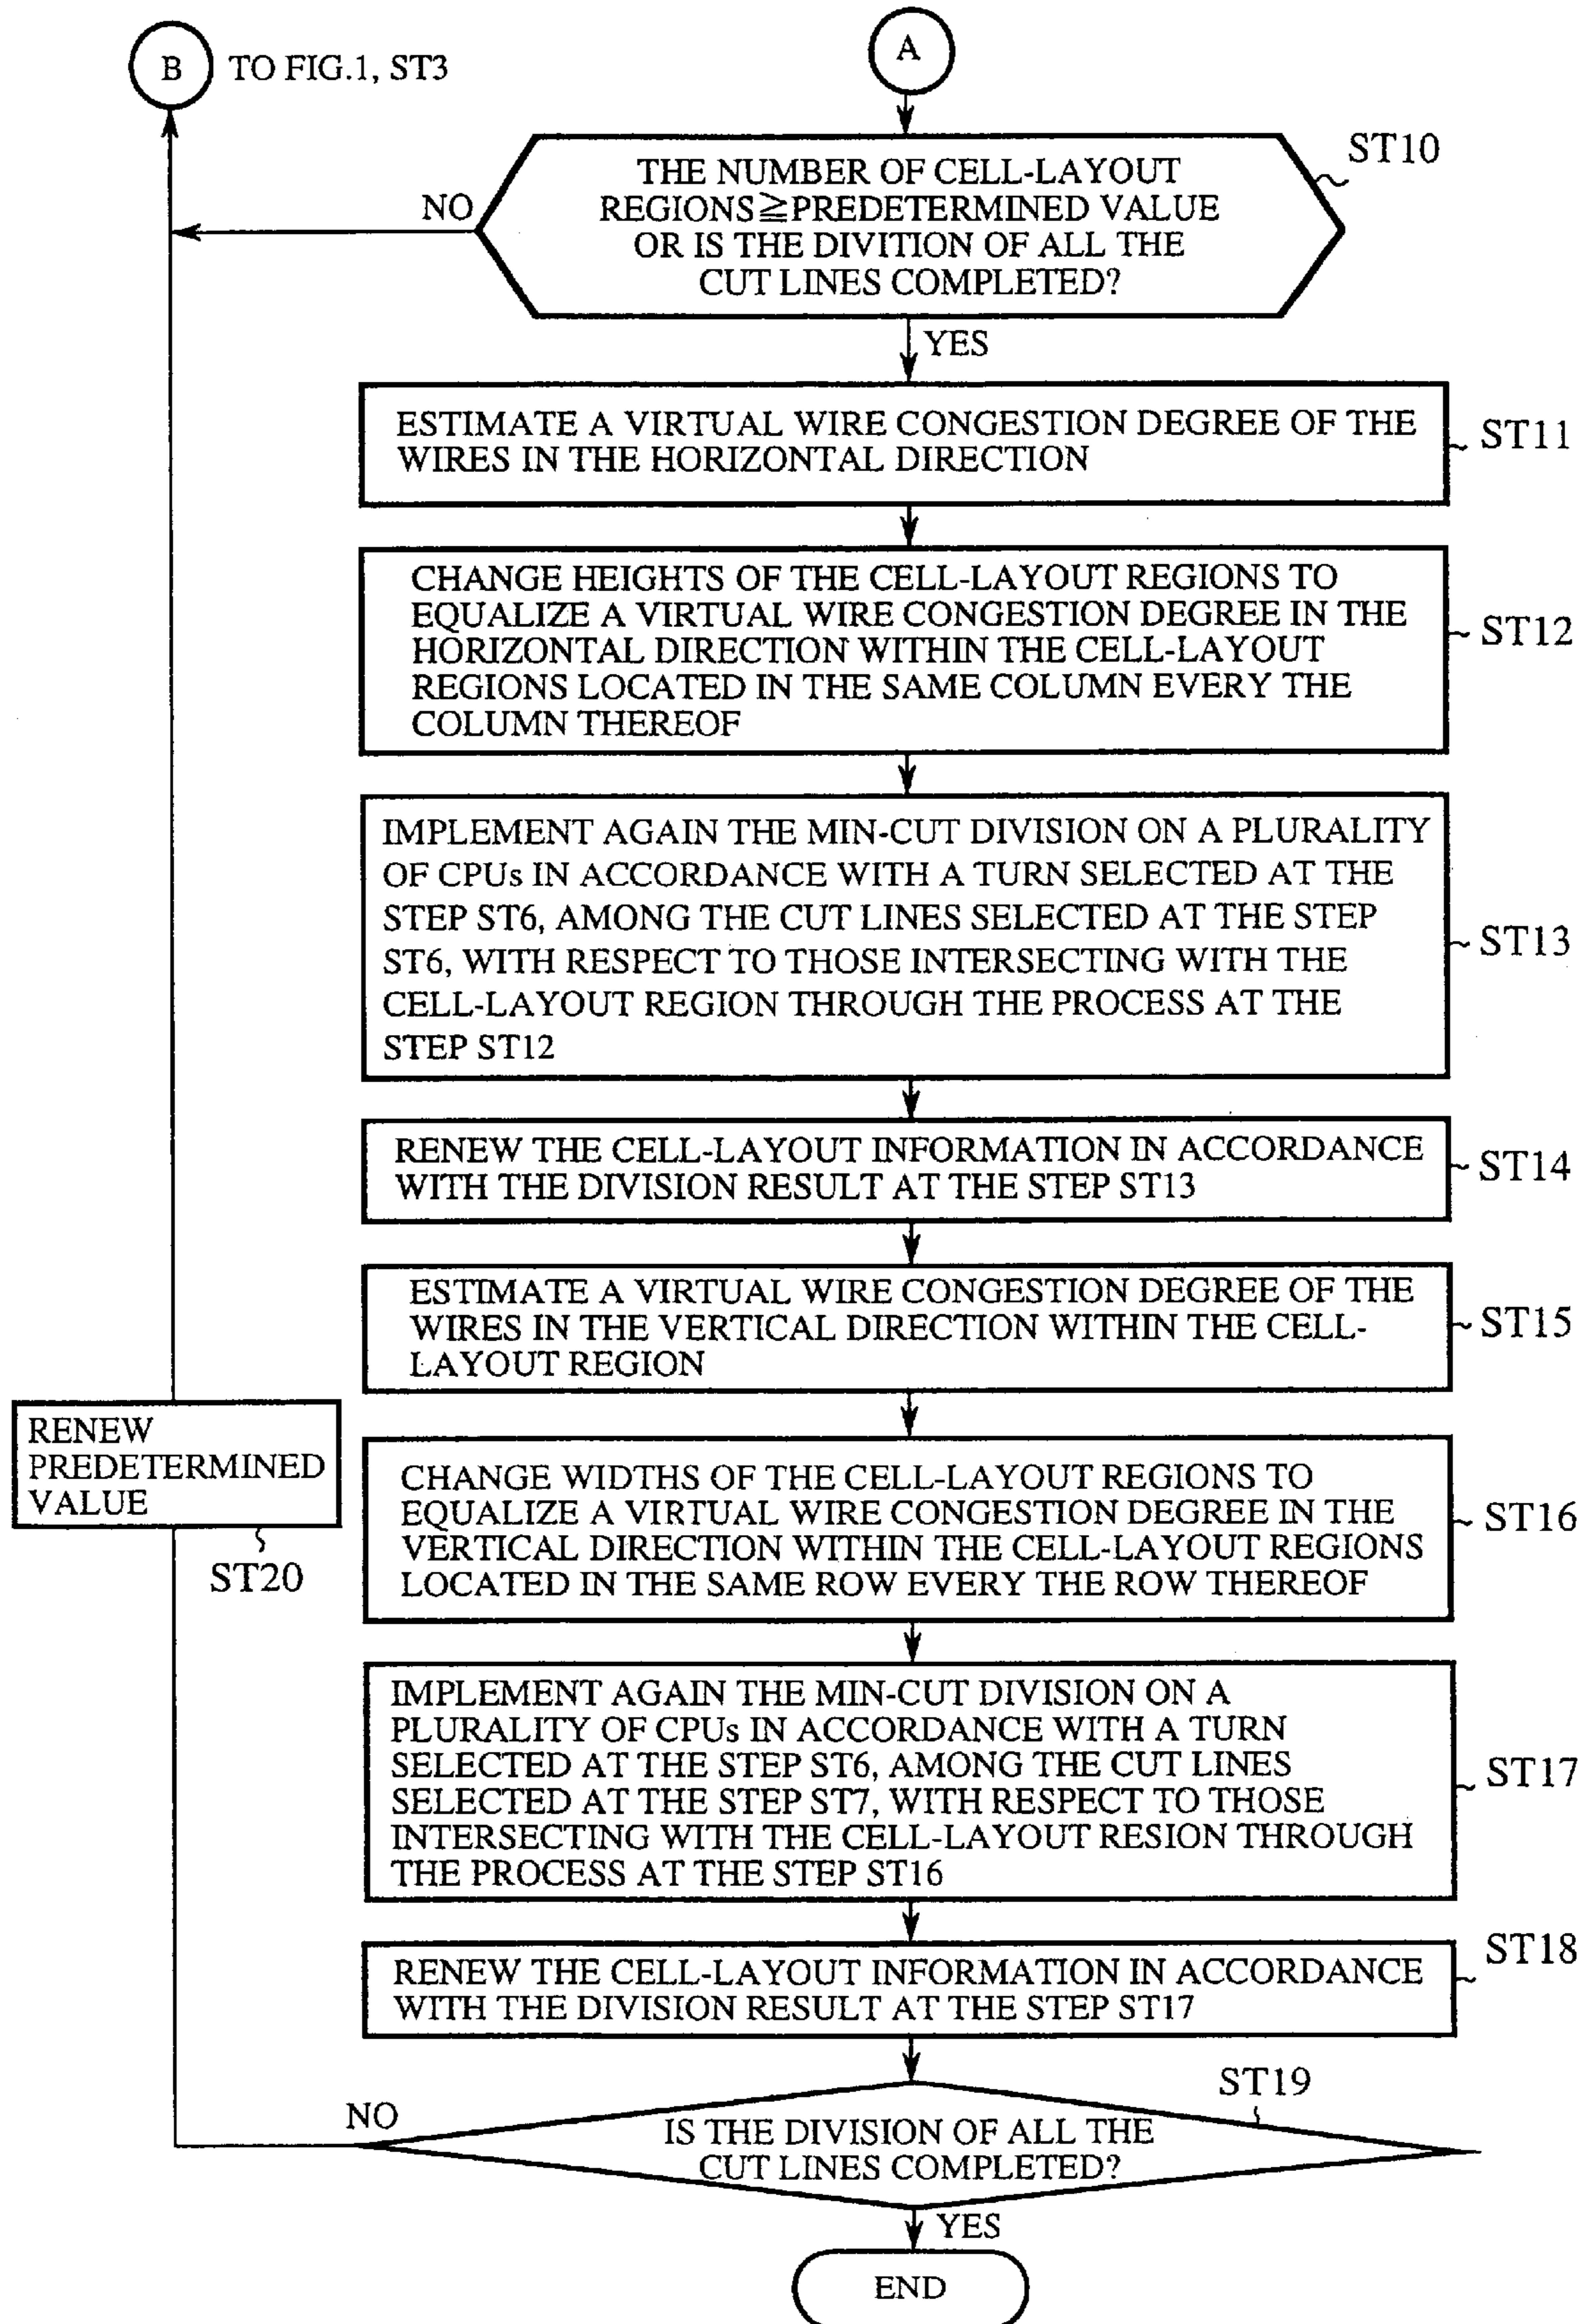 B TO FIG.1, ST3
A
THE NUMBER OF CELL-LAYOUT
REGIONS≧PREDETERMINED VALUE
OR IS THE DIVITION OF ALL THE
CUT LINES COMPLETED?
ST10
NO
YES
ESTIMATE A VIRTUAL WIRE CONGESTION DEGREE OF THE
WIRES IN THE HORIZONTAL DIRECTION
ST11
CHANGE HEIGHTS OF THE CELL-LAYOUT REGIONS TO
EQUALIZE A VIRTUAL WIRE CONGESTION DEGREE IN THE
HORIZONTAL DIRECTION WITHIN THE CELL-LAYOUT
REGIONS LOCATED IN THE SAME COLUMN EVERY THE
COLUMN THEREOF
ST12
IMPLEMENT AGAIN THE MIN-CUT DIVISION ON A PLURALITY
OF CPUs IN ACCORDANCE WITH A TURN SELECTED AT THE
STEP ST6, AMONG THE CUT LINES SELECTED AT THE STEP
ST6, WITH RESPECT TO THOSE INTERSECTING WITH THE
CELL-LAYOUT REGION THROUGH THE PROCESS AT THE
STEP ST12
ST13
RENEW THE CELL-LAYOUT INFORMATION IN ACCORDANCE
WITH THE DIVISION RESULT AT THE STEP ST13
ST14
ESTIMATE A VIRTUAL WIRE CONGESTION DEGREE OF THE
WIRES IN THE VERTICAL DIRECTION WITHIN THE CELL-
LAYOUT REGION
ST15
RENEW
PREDETERMINED
VALUE
ST20
CHANGE WIDTHS OF THE CELL-LAYOUT REGIONS TO
EQUALIZE A VIRTUAL WIRE CONGESTION DEGREE IN THE
VERTICAL DIRECTION WITHIN THE CELL-LAYOUT REGIONS
LOCATED IN THE SAME ROW EVERY THE ROW THEREOF
ST16
IMPLEMENT AGAIN THE MIN-CUT DIVISION ON A
PLURALITY OF CPUs IN ACCORDANCE WITH A TURN
SELECTED AT THE STEP ST6, AMONG THE CUT LINES
SELECTED AT THE STEP ST7, WITH RESPECT TO THOSE
INTERSECTING WITH THE CELL-LAYOUT RESION THROUGH
THE PROCESS AT THE STEP ST16
ST17
RENEW THE CELL-LAYOUT INFORMATION IN ACCORDANCE
WITH THE DIVISION RESULT AT THE STEP ST17
ST18
IS THE DIVISION OF ALL THE
CUT LINES COMPLETED?
ST19
NO
YES
END